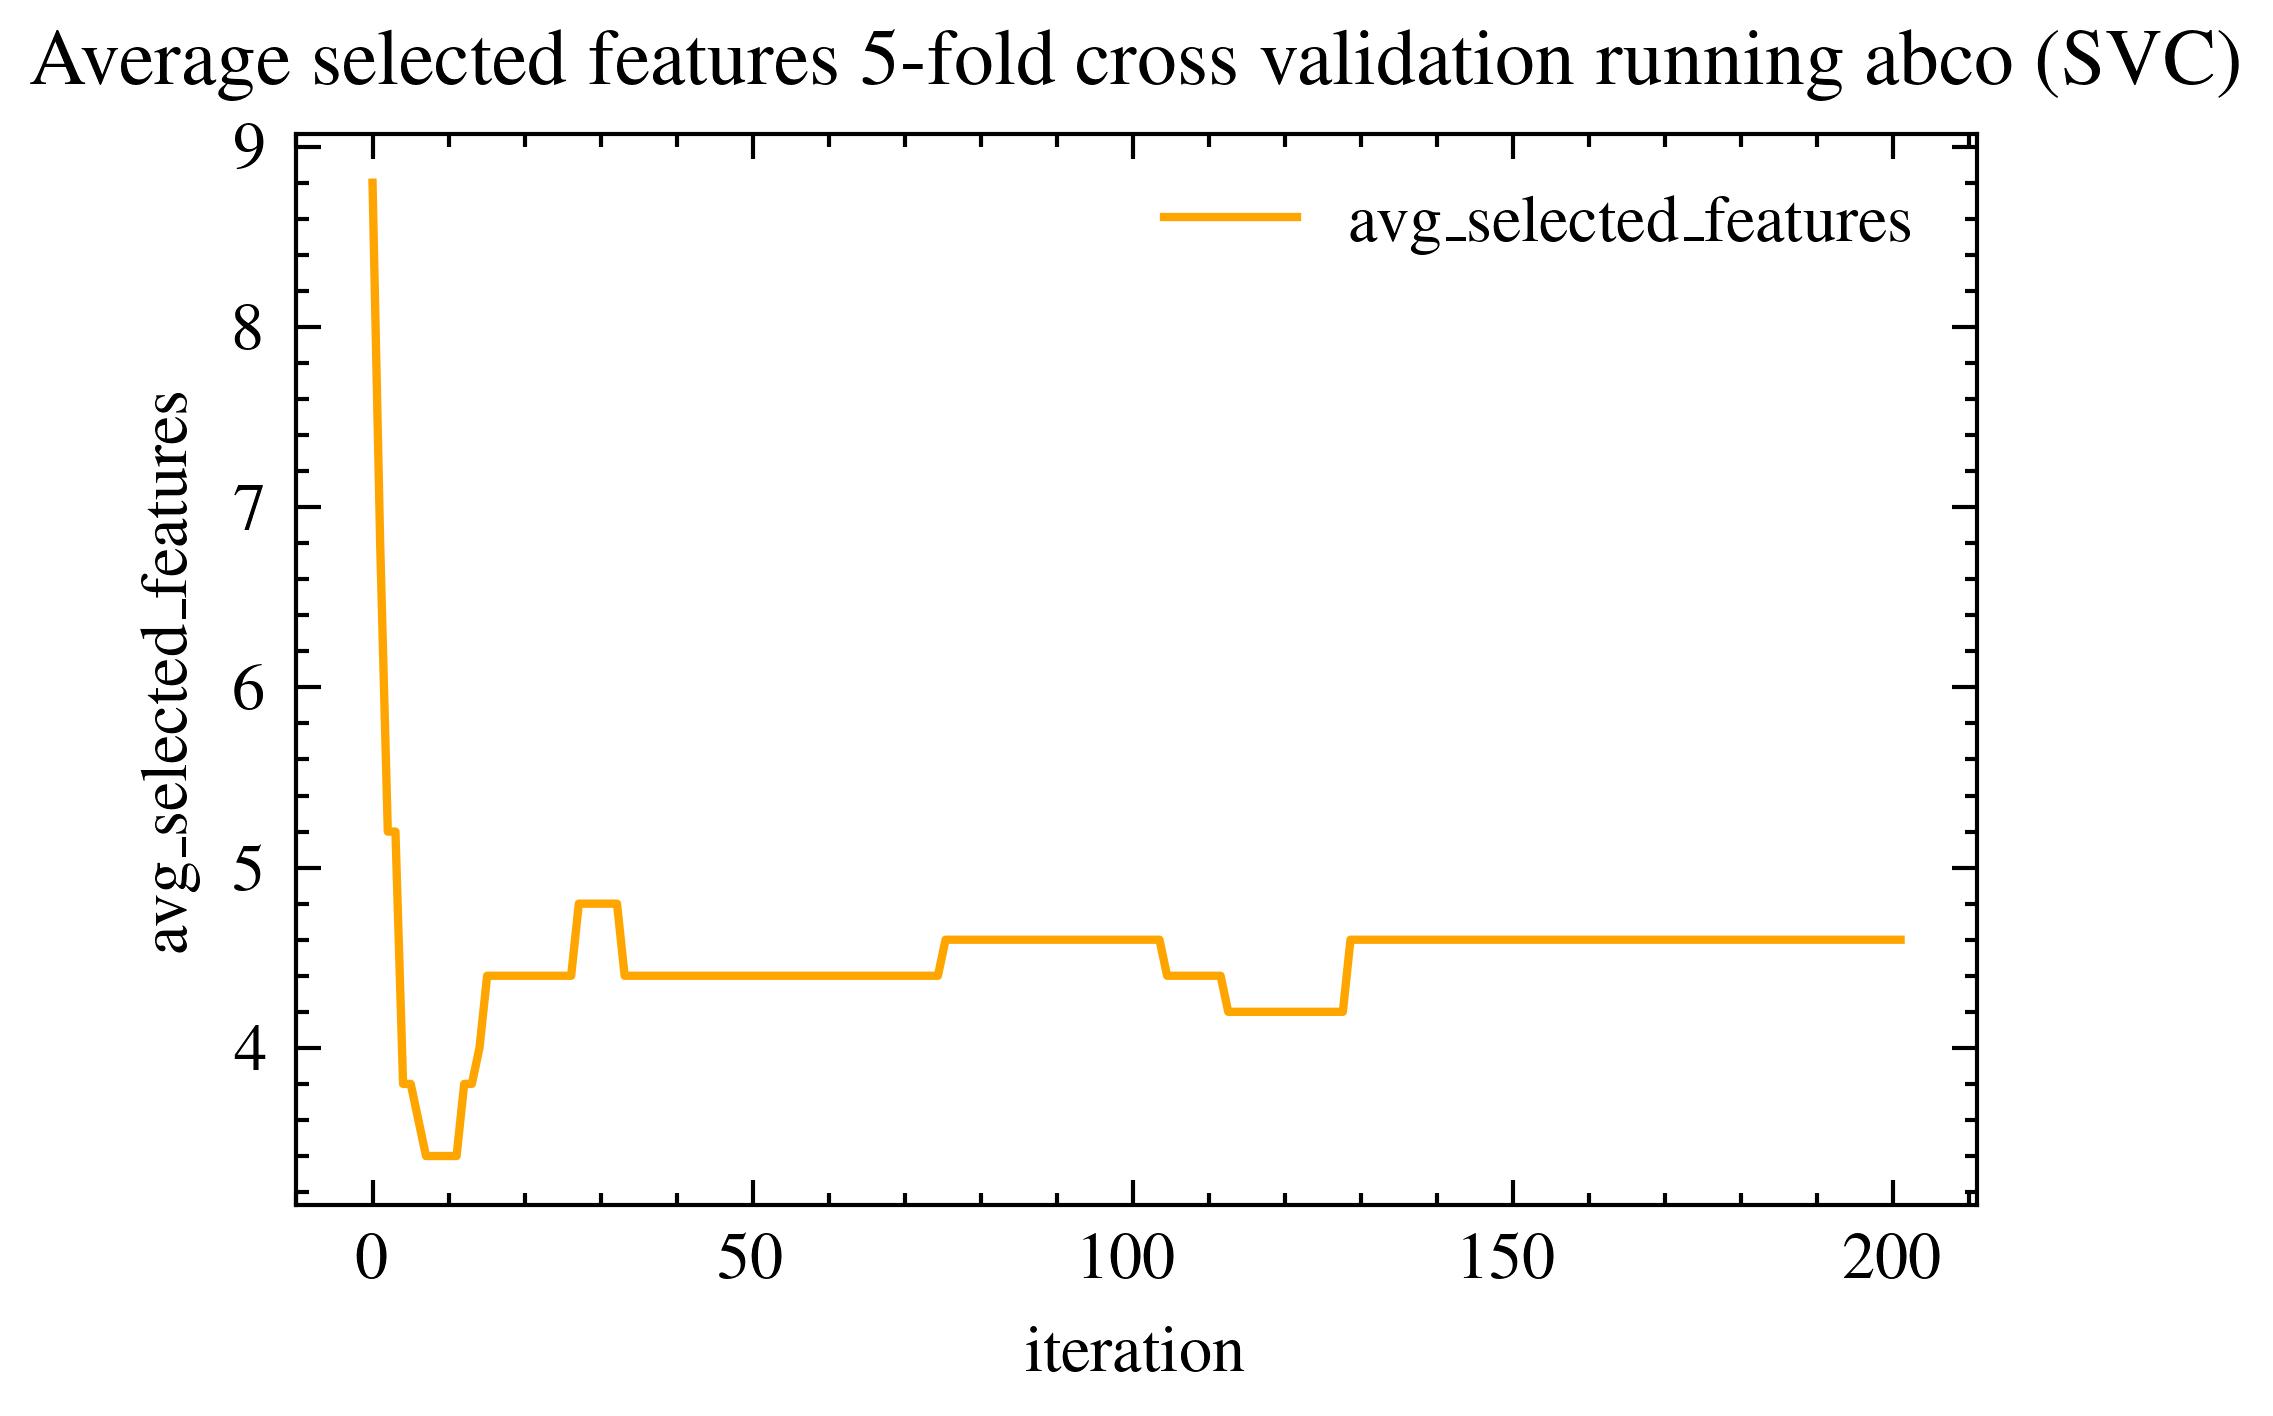 Average selected features 5-fold cross validation running abco (SVC)
avg_selected_features
9
8
7
6
5
4
avg_selected_features
0 50 100 150 200
iteration